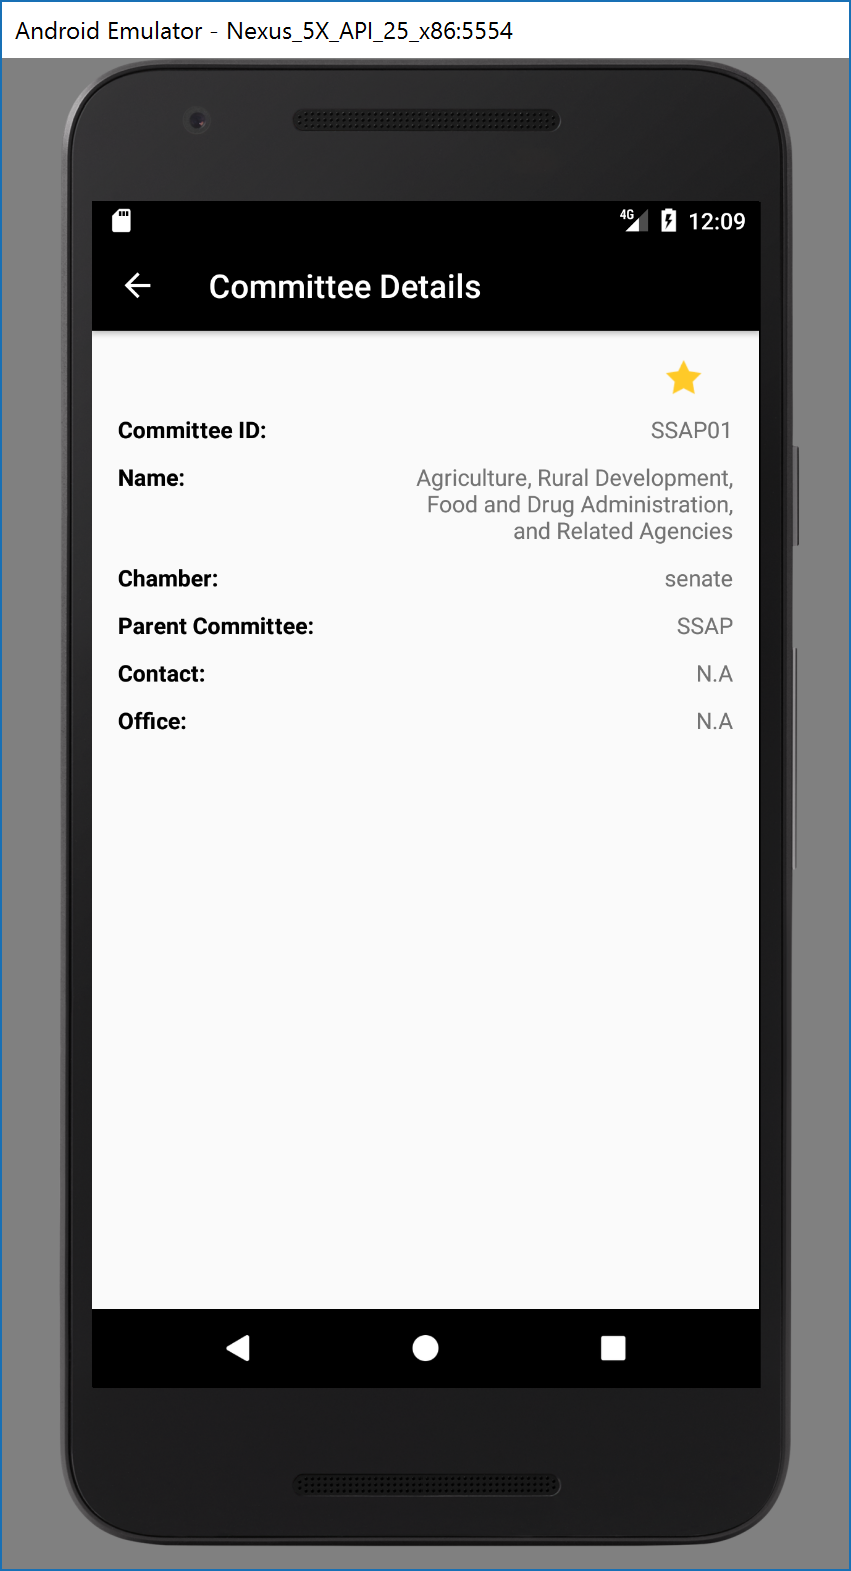 Android Emulator - Nexus_5X_API_25_x86:5554
4G 12:09
Committee Details
Committee ID: SSAP01
Name: Agriculture, Rural Development,
Food and Drug Administration,
and Related Agencies
Chamber: senate
Parent Committee: SSAP
Contact: N.A
Office: N.A